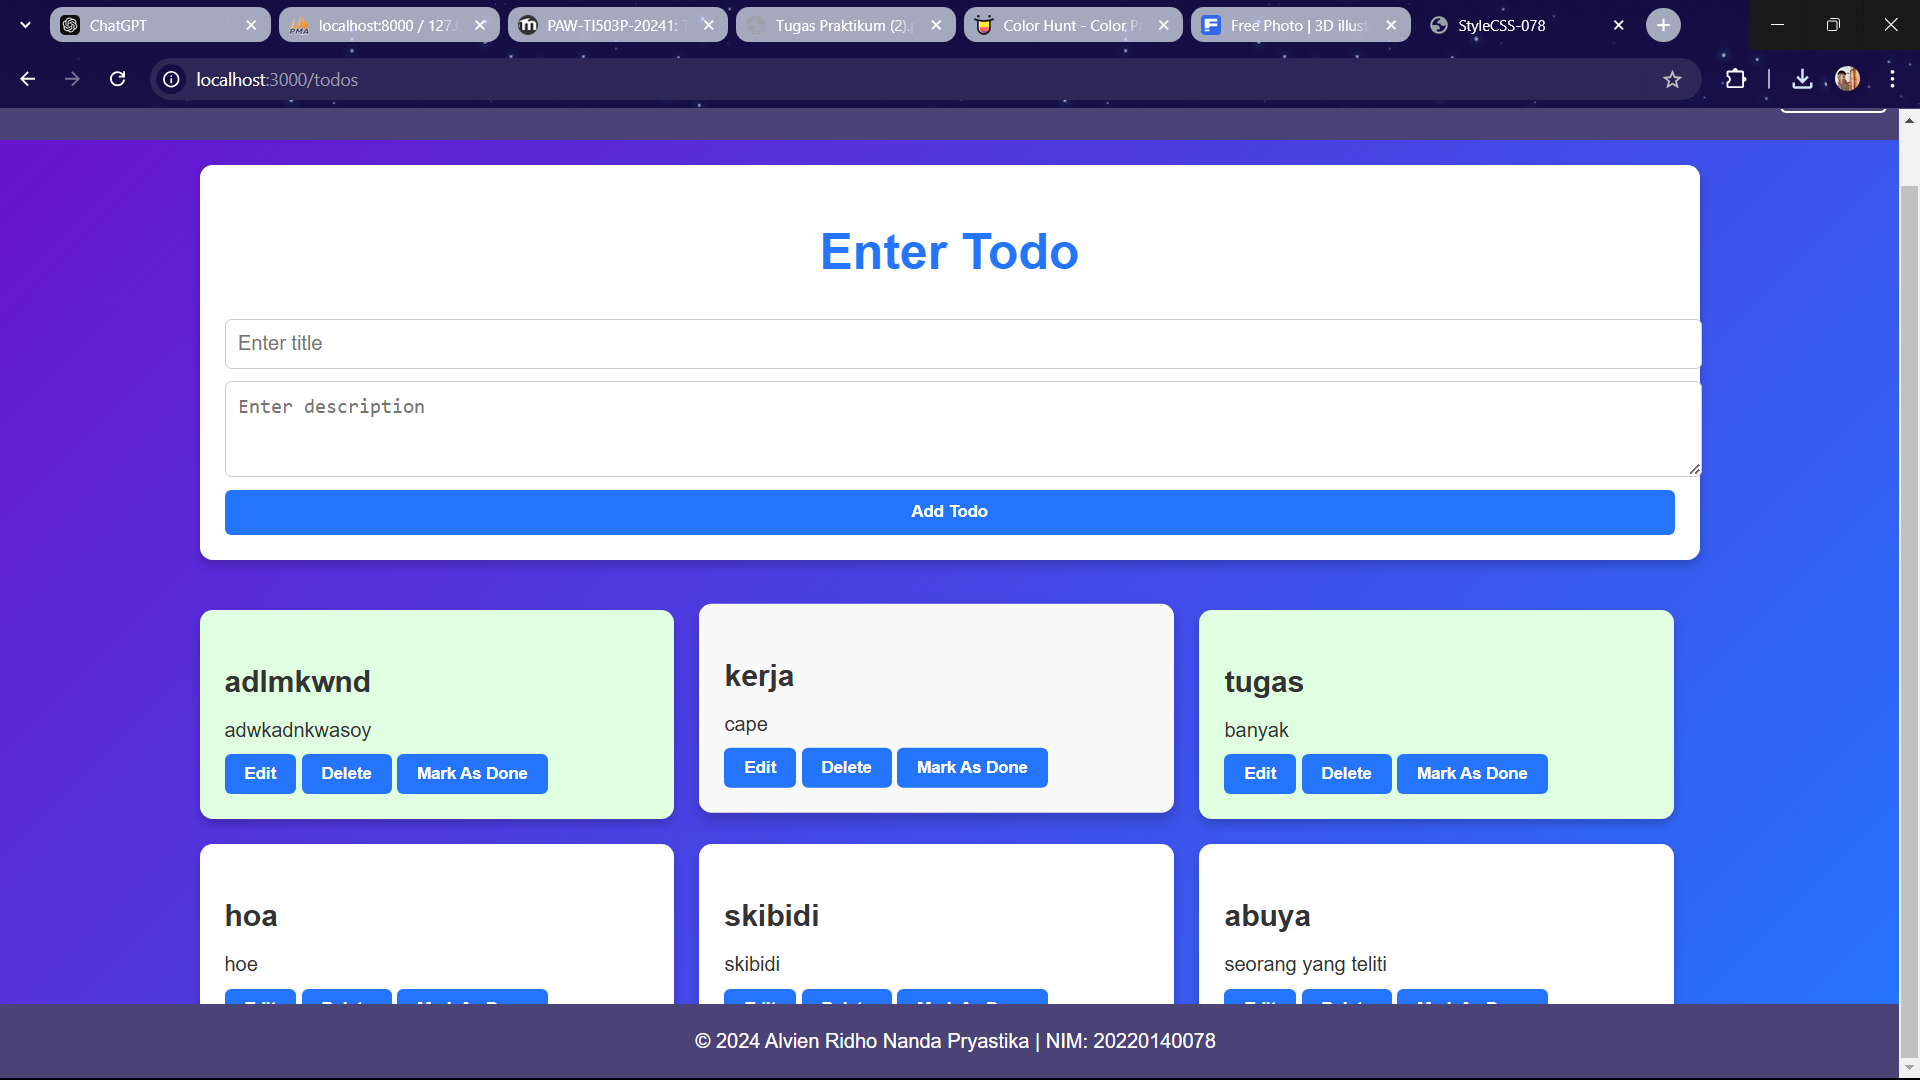 ChatGPT
localhost:8000 / 127.
PAW-TI503P-20241:
Tugas Praktikum (2).
Color Hunt - Color
Free Photo | 3D illust
StyleCSS-078
localhost:3000/todos
Enter Todo
Enter title
Enter description
Add Todo
adlmkwnd
adwkadnkwasoy
Edit Delete Mark As Done
kerja
cape
Edit Delete Mark As Done
tugas
banyak
Edit Delete Mark As Done
hoa
hoe
skibidi
skibidi
abuya
seorang yang teliti
© 2024 Alvien Ridho Nanda Pryastika | NIM: 20220140078